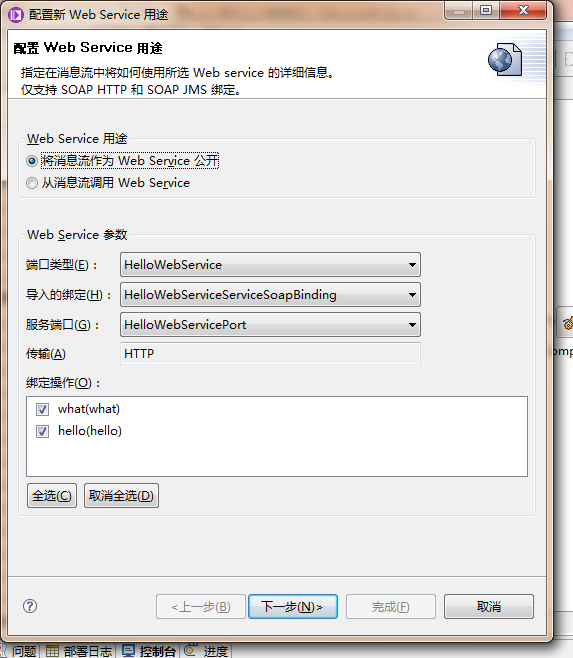 配置新 Web Service 用途
配置 Web Service 用途
指定在消息流中将如何使用所选 Web service 的详细信息。
仅支持 SOAP HTTP 和 SOAP JMS 绑定。
Web Service 用途
将消息流作为 Web Service 公开
从消息流调用 Web Service
Web Service 参数
端口类型(E)： HelloWebService
导入的绑定(H)： HelloWebServiceServiceSoapBinding
服务端口(G)： HelloWebServicePort
传输(A) HTTP
绑定操作(O)：
what(what)
hello(hello)
全选(C) 取消全选(D)
<上一步(B) 下一步(N)> 完成(F) 取消
问题 部署日志 控制台 进度